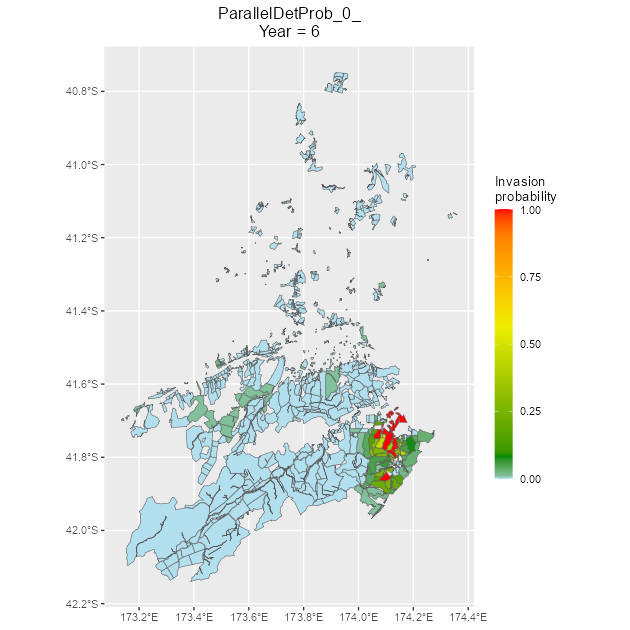 ParallelDetProb_0_
Year = 6
40.8°S
41.0°S
41.2°S
41.4°S
41.6°S
41.8°S
42.0°S
42.2°S
173.2°E 173.4°E 173.6°E 173.8°E 174.0°E 174.2°E 174.4°E
Invasion
probability
1.00
0.75
0.50
0.25
0.00